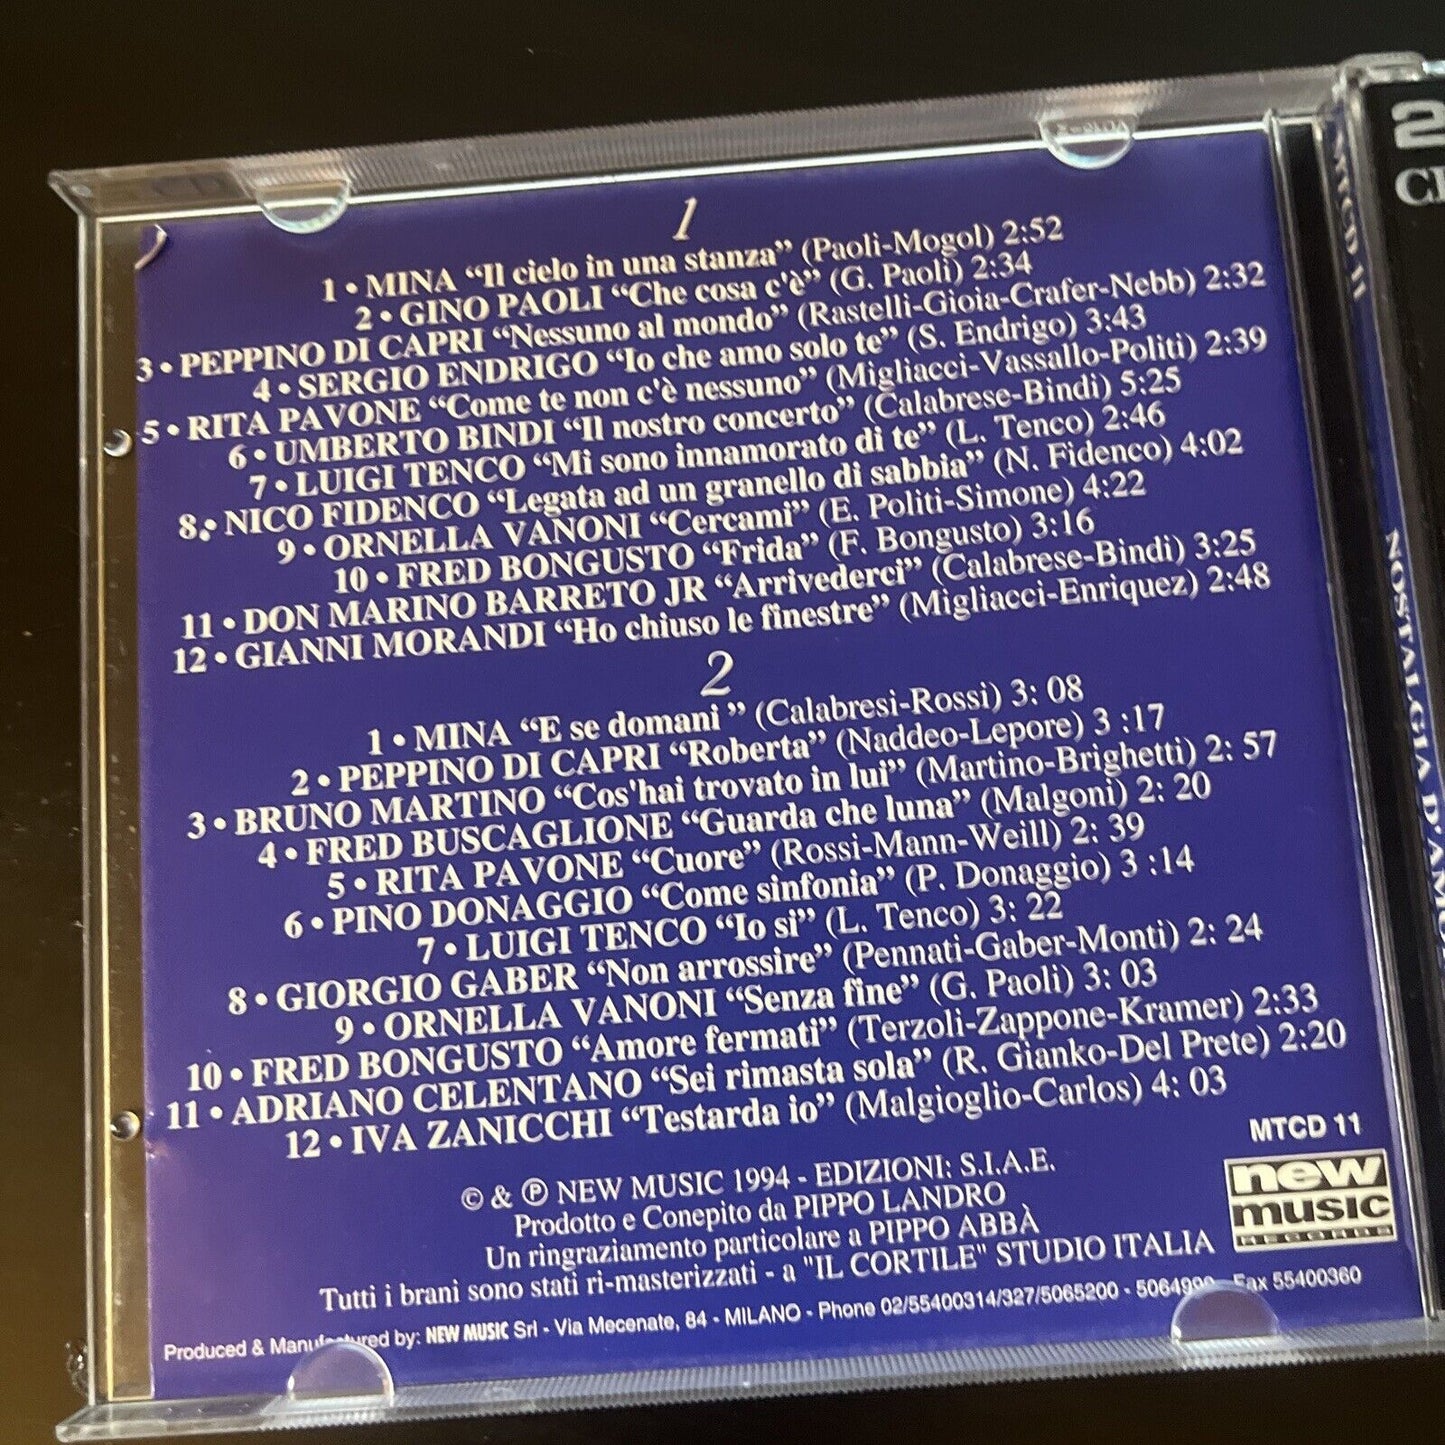 1
1 • MINA “Il cielo in una stanza” (Paoli-Mogol) 2:52
2 • GINO PAOLI “Che cosa c'è” (G. Paoli) 2:34
3 • PEPPINO DI CAPRI “Nessuno al mondo” (Rastelli-Gioia-Crafer-Nebb) 2:32
4 • SERGIO ENDRIGO “Io che amo solo te” (S. Endrigo) 3:43
5 • RITA PAVONE “Come te non c'è nessuno” (Migliacci-Vassallo-Politi) 2:39
6 • UMBERTO BINDI “Il nostro concerto” (Calabrese-Bindi) 5:25
7 • LUIGI TENCO “Mi sono innamorato di te” (L. Tenco) 2:46
8 • NICO FIDENCO “Legata ad un granello di sabbia” (N. Fidenco) 4:02
9 • ORNELLA VANONI “Cercami” (E. Politi-Simone) 4:22
10 • FRED BONGUSTO “Frida” (F. Bongusto) 3:16
11 • DON MARINO BARRETO JR “Arrivederci” (Calabrese-Bindi) 3:25
12 • GIANNI MORANDI “Ho chiuso le finestre” (Migliacci-Enriquez) 2:48
2
1 • MINA “E se domani ” (Calabresi-Rossi) 3: 08
2 • PEPPINO DI CAPRI “Roberta” (Naddeo-Lepore) 3 :17
3 • BRUNO MARTINO “Cos'hai trovato in lui” (Martino-Brighetti) 2: 57
4 • FRED BUSCAGLIONE “Guarda che luna” (Malgoni) 2: 20
5 • RITA PAVONE “Cuore” (Rossi-Mann-Weill) 2: 39
6 • PINO DONAGGIO “Come sinfonia” (P. Donaggio) 3 :14
7 • LUIGI TENCO “Io si” (L. Tenco) 3: 22
8 • GIORGIO GABER “Non arrossire” (Pennati-Gaber-Monti) 2: 24
9 • ORNELLA VANONI “Senza fine” (G. Paoli) 3: 03
10 • FRED BONGUSTO “Amore fermati” (Terzoli-Zappone-Kramer) 2:33
11 • ADRIANO CELENTANO “Sei rimasta sola” (R. Gianko-Del Prete) 2:20
12 • IVA ZANICCHI “Testarda io” (Malgioglio-Carlos) 4: 03
MTCD 11
new
music
RECORDS
© & ℗ NEW MUSIC 1994 - EDIZIONI: S.I.A.E.
Prodotto e Conepito da PIPPO LANDRO
Un ringraziamento particolare a PIPPO ABBÀ
Tutti i brani sono stati ri-masterizzati - a "IL CORTILE" STUDIO ITALIA
Produced & Manufactured by: NEW MUSIC Srl - Via Mecenate, 84 - MILANO - Phone 02/55400314/327/5065200 - Fax 55400360
MTCD 11
NOSTALGIA
2